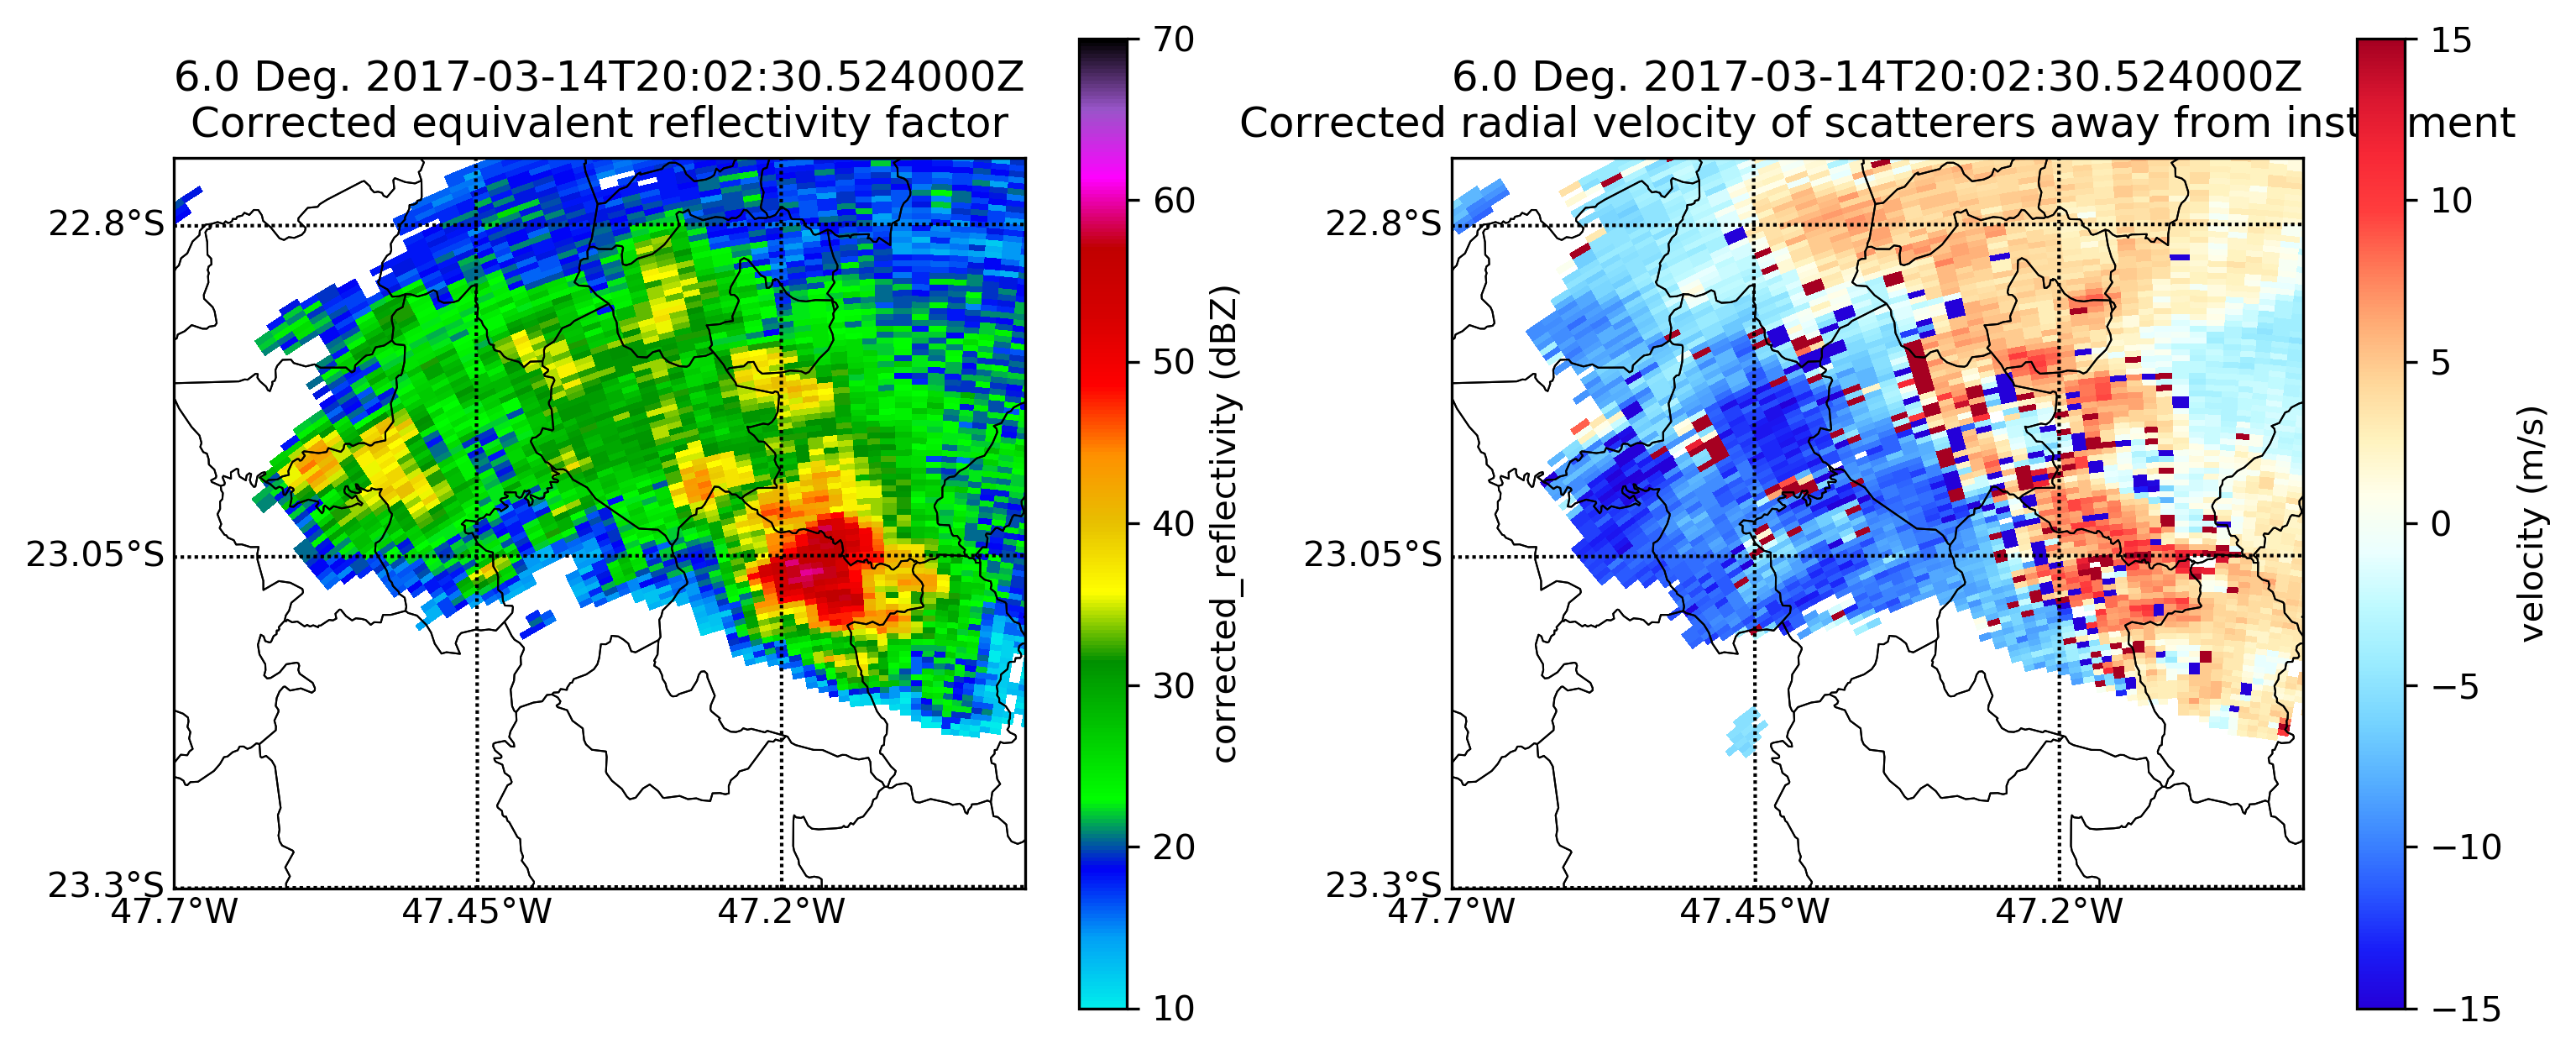 6.0 Deg. 2017-03-14T20:02:30.524000Z
Corrected equivalent reflectivity factor
22.8°S
23.05°S
23.3°S
47.7°W
47.45°W
47.2°W
70
60
50
40
30
20
10
corrected_reflectivity (dBZ)
6.0 Deg. 2017-03-14T20:02:30.524000Z
Corrected radial velocity of scatterers away from inst ment
22.8°S
23.05°S
23.3°S
47.7°W
47.45°W
47.2°W
15
10
5
0
−5
−10
−15
velocity (m/s)